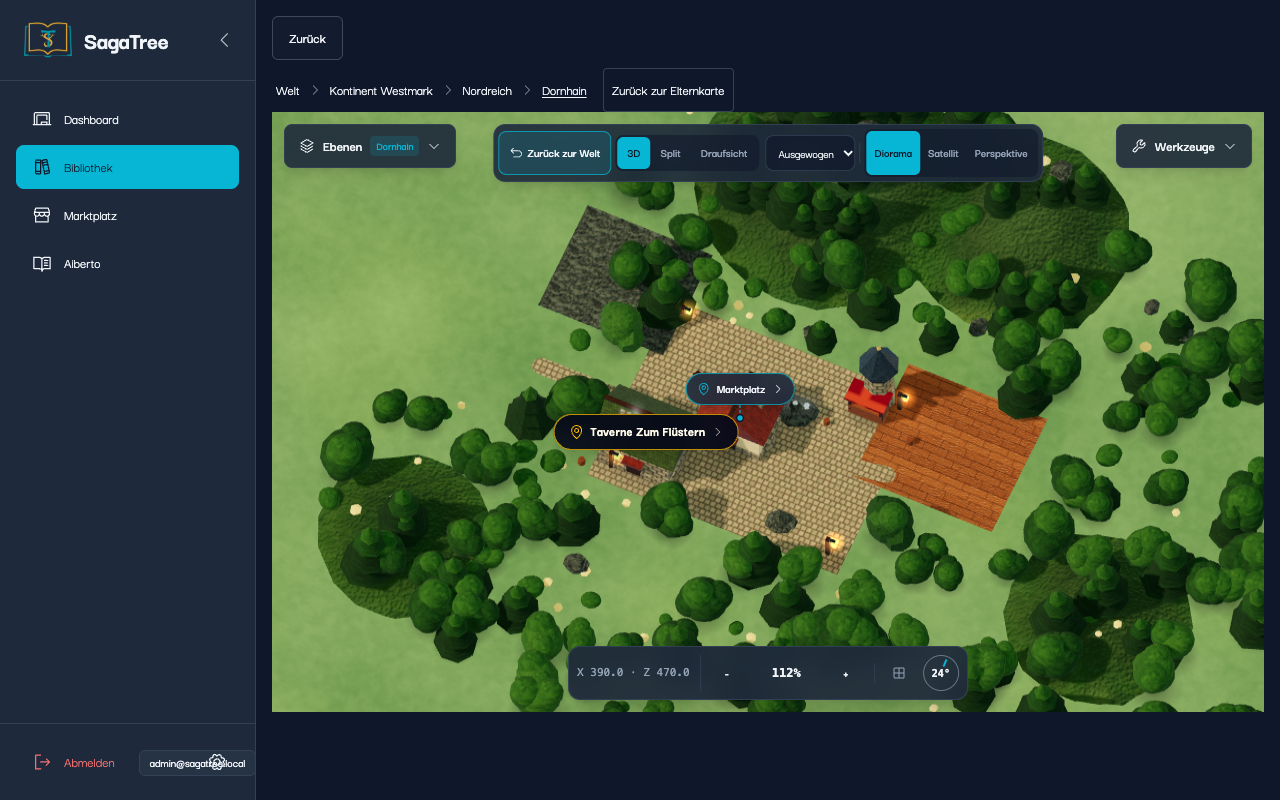 SagaTree
Zurück
Dashboard
Bibliothek
Marktplatz
Alberto
Abmelden
Welt
Kontinent Westmark
Nordreich
Dornhain
Zurück zur Elternkarte
Ebenen Dornhain
Zurück zur Welt
3D
Split
Draufsicht
Ausgewogen
Diorama
Satellit
Perspektive
Werkzeuge
Marktplatz
Taverne Zum Flüstern
X 390.0 · Z 470.0
-
112%
+
24°